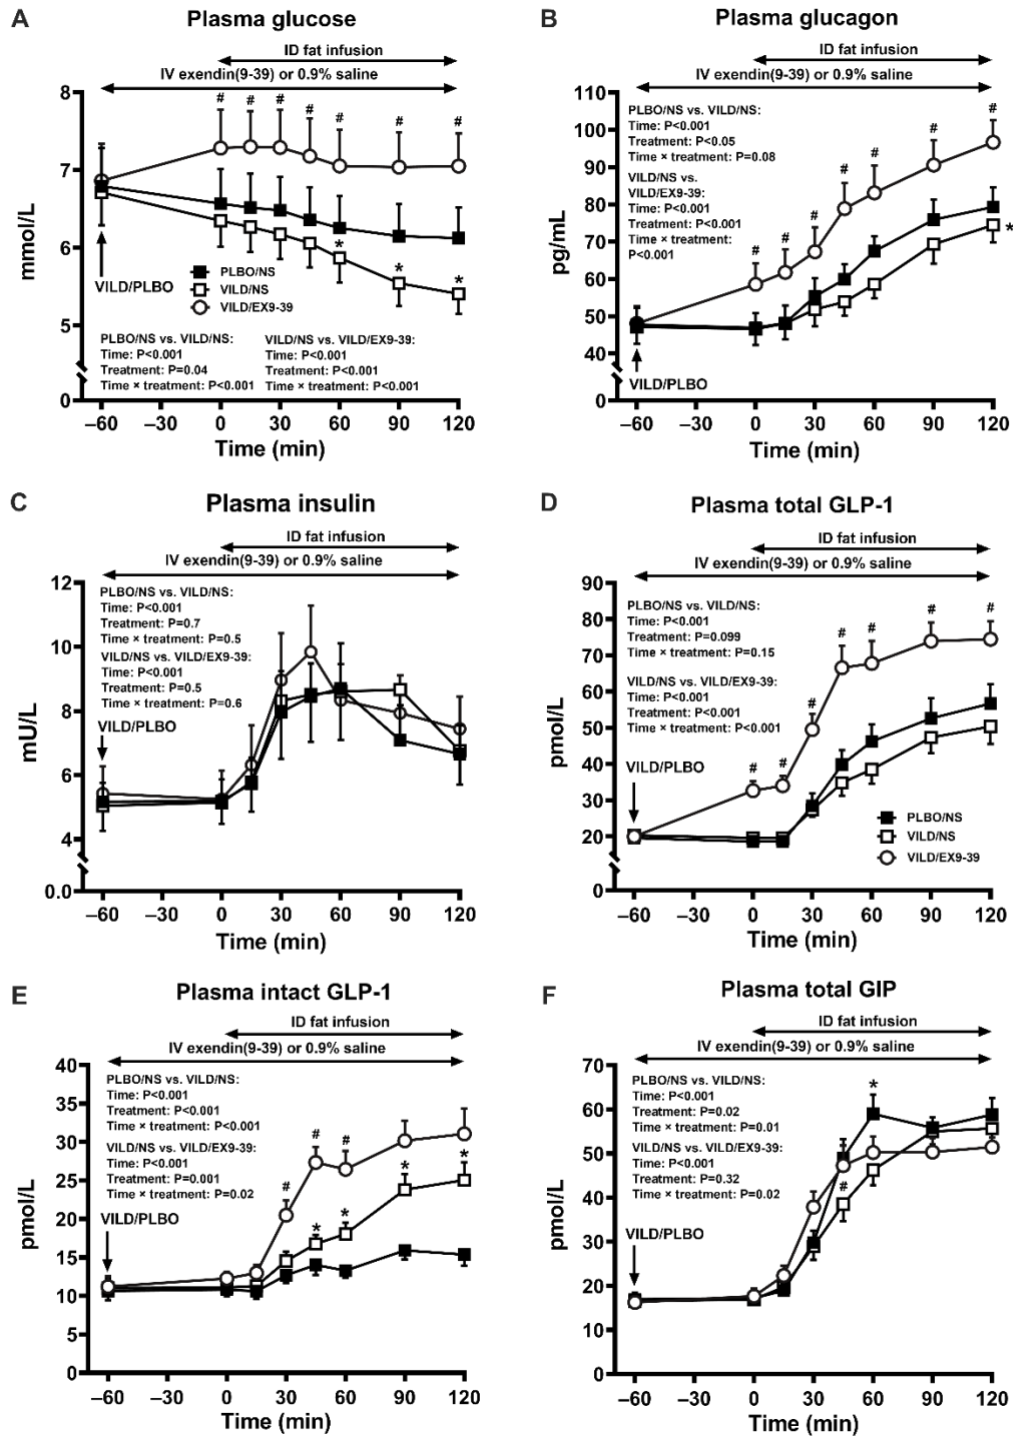 A
Plasma glucose
ID fat infusion
IV exendin(9-39) or 0.9% saline
8
7
6
5
0
mmol/L
# # # # # # #
* * *
VILD/PLBO
PLBO/NS
VILD/NS
VILD/EX9-39
PLBO/NS vs. VILD/NS:
Time: P<0.001
Treatment: P=0.04
Time × treatment: P<0.001
VILD/NS vs. VILD/EX9-39:
Time: P<0.001
Treatment: P<0.001
Time × treatment: P<0.001
−60 −30 0 30 60 90 120
Time (min)
B
Plasma glucagon
ID fat infusion
IV exendin(9-39) or 0.9% saline
110
100
90
80
70
60
50
40
0
pg/mL
PLBO/NS vs. VILD/NS:
Time: P<0.001
Treatment: P<0.05
Time × treatment: P=0.08
VILD/NS vs.
VILD/EX9-39:
Time: P<0.001
Treatment: P<0.001
Time × treatment:
P<0.001
# # # # # # #
*
VILD/PLBO
−60 −30 0 30 60 90 120
Time (min)
C
Plasma insulin
ID fat infusion
IV exendin(9-39) or 0.9% saline
12
10
8
6
4
0.0
mU/L
PLBO/NS vs. VILD/NS:
Time: P<0.001
Treatment: P=0.7
Time × treatment: P=0.5
VILD/NS vs. VILD/EX9-39:
Time: P<0.001
Treatment: P=0.5
Time × treatment: P=0.6
VILD/PLBO
−60 −30 0 30 60 90 120
Time (min)
D
Plasma total GLP-1
ID fat infusion
IV exendin(9-39) or 0.9% saline
90
80
70
60
50
40
30
20
0
pmol/L
PLBO/NS vs. VILD/NS:
Time: P<0.001
Treatment: P=0.099
Time × treatment: P=0.15
VILD/NS vs. VILD/EX9-39:
Time: P<0.001
Treatment: P<0.001
Time × treatment: P<0.001
VILD/PLBO
# # # # # # #
PLBO/NS
VILD/NS
VILD/EX9-39
−60 −30 0 30 60 90 120
Time (min)
E
Plasma intact GLP-1
ID fat infusion
IV exendin(9-39) or 0.9% saline
40
35
30
25
20
15
10
5
0
pmol/L
PLBO/NS vs. VILD/NS:
Time: P<0.001
Treatment: P<0.001
Time × treatment: P<0.001
VILD/NS vs. VILD/EX9-39:
Time: P<0.001
Treatment: P=0.001
Time × treatment: P=0.02
VILD/PLBO
# # #
* * * *
−60 −30 0 30 60 90 120
Time (min)
F
Plasma total GIP
ID fat infusion
IV exendin(9-39) or 0.9% saline
70
60
50
40
30
20
10
0
pmol/L
PLBO/NS vs. VILD/NS:
Time: P<0.001
Treatment: P=0.02
Time × treatment: P=0.01
VILD/NS vs. VILD/EX9-39:
Time: P<0.001
Treatment: P=0.32
Time × treatment: P=0.02
VILD/PLBO
*
#
−60 −30 0 30 60 90 120
Time (min)